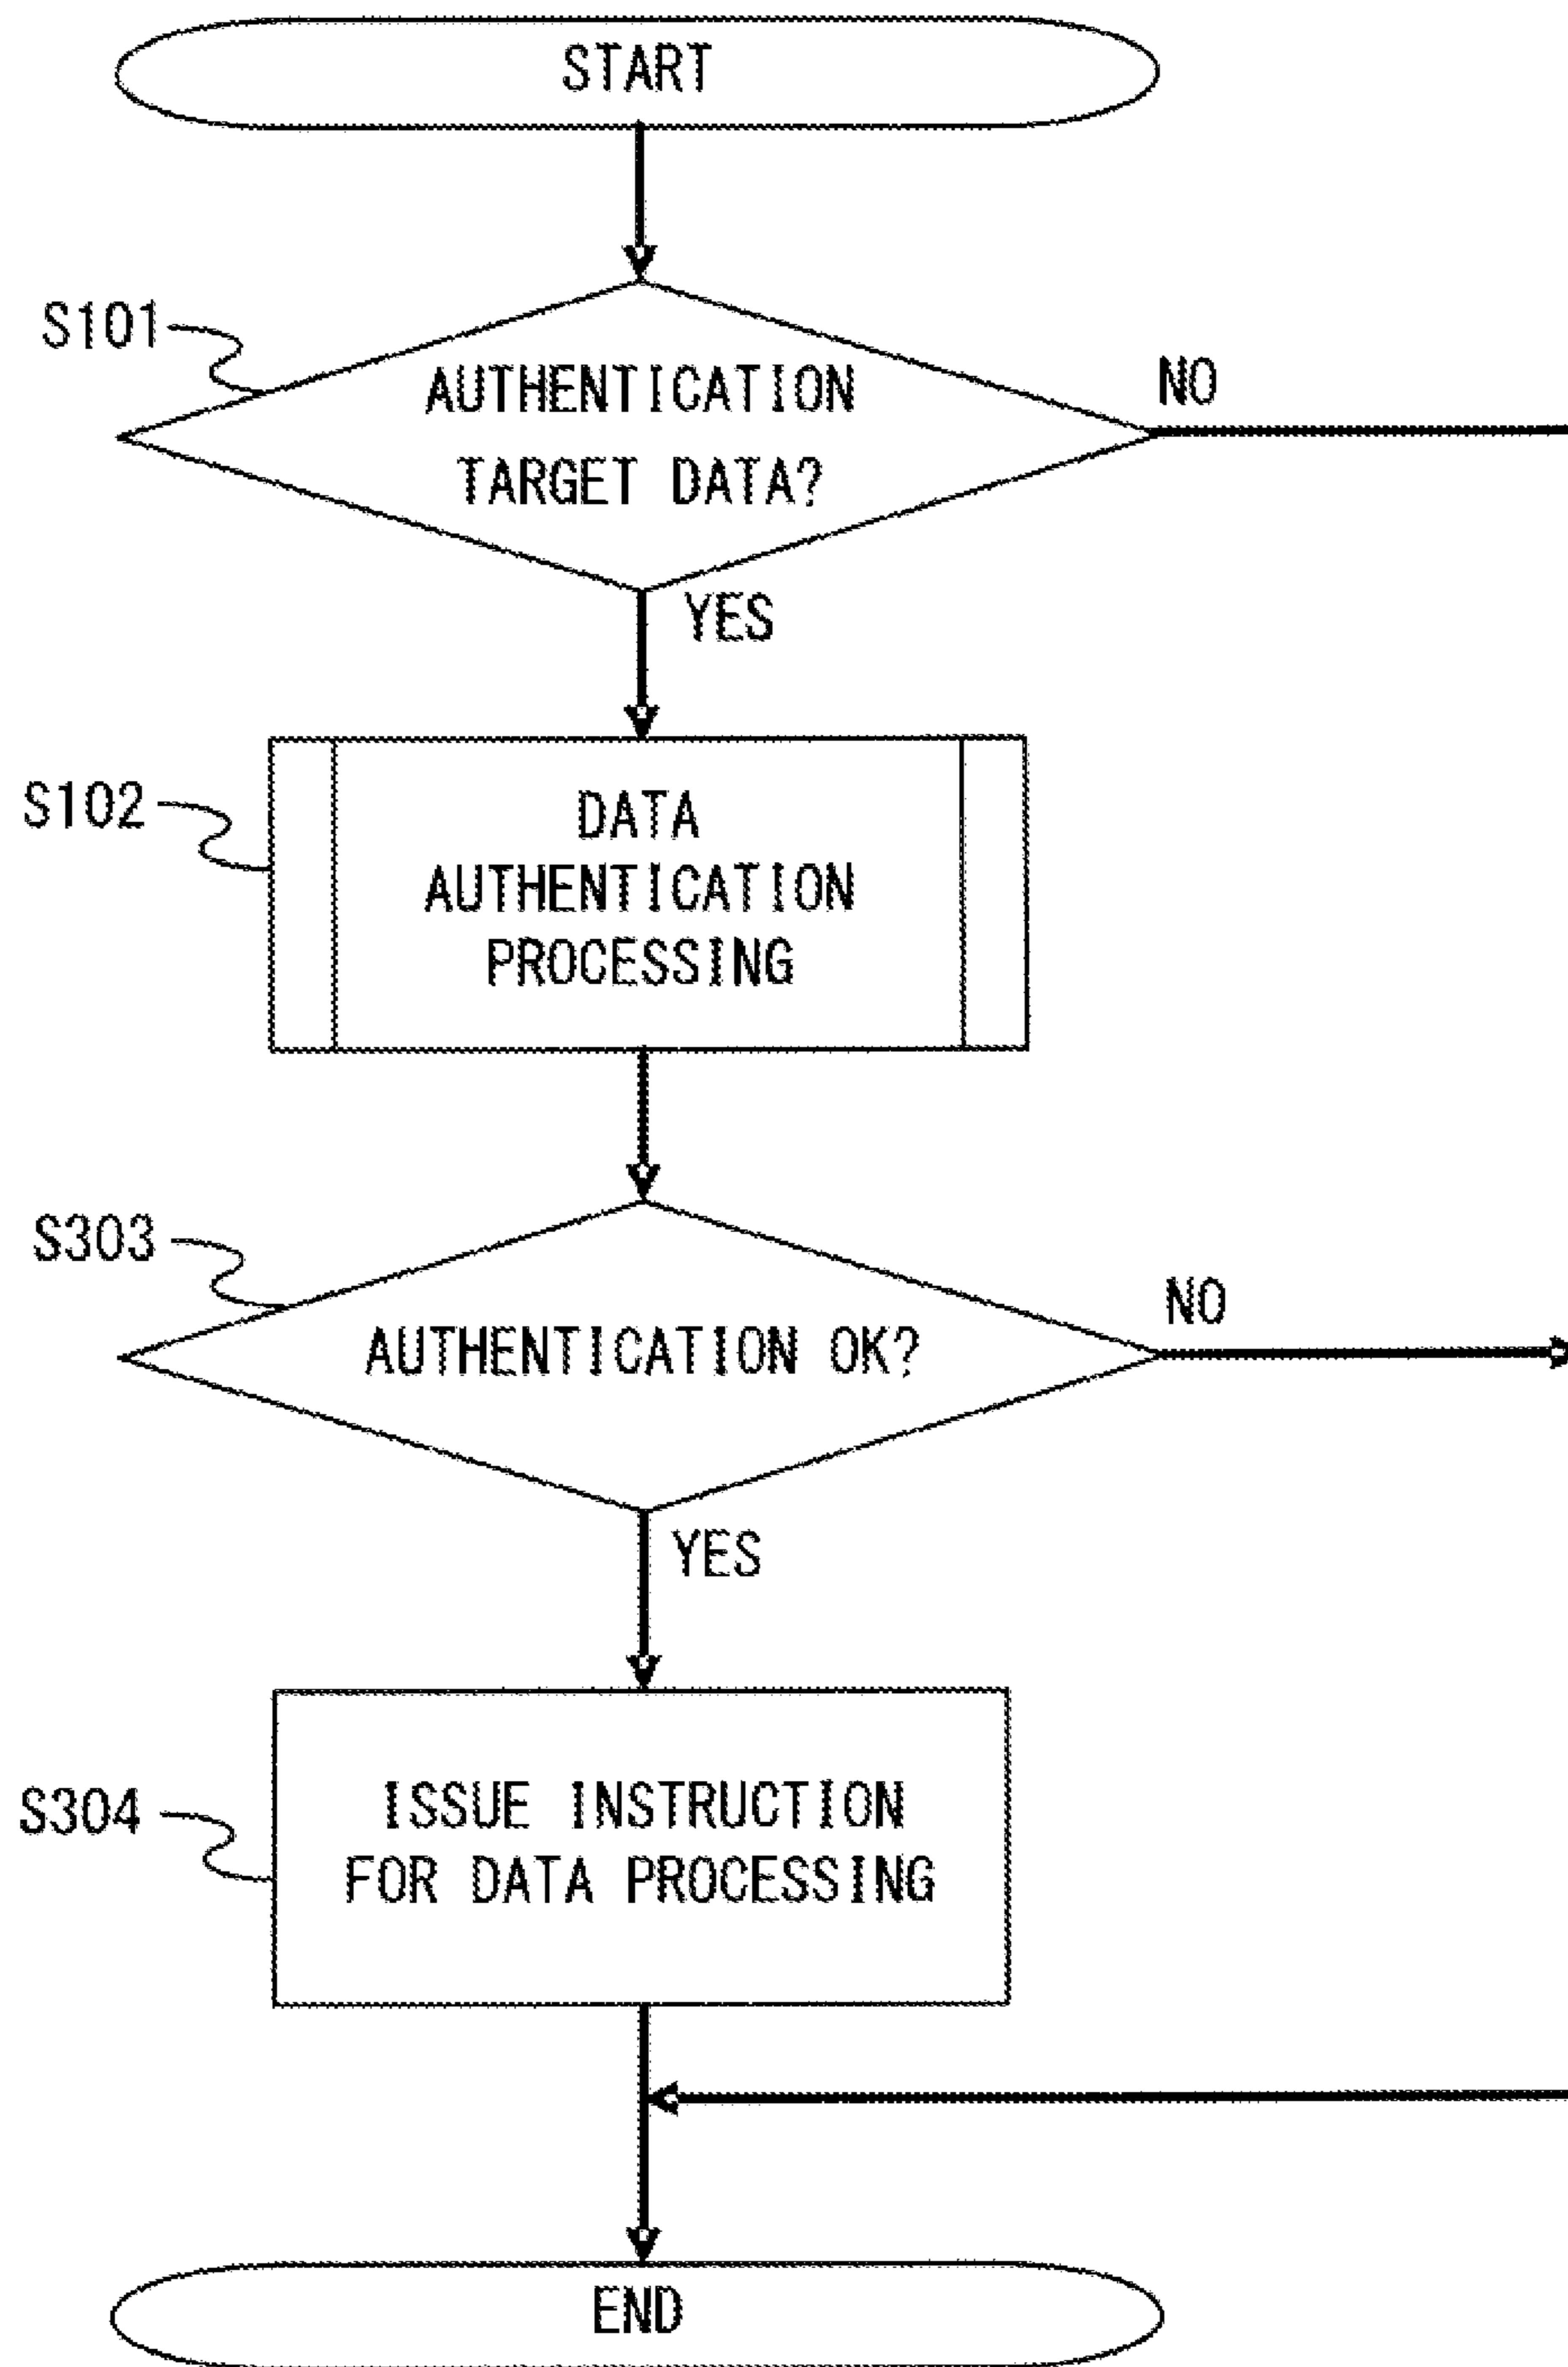 START
S101
AUTHENTICATION
TARGET DATA?
NO
YES
S102
DATA
AUTHENTICATION
PROCESSING
S303
AUTHENTICATION OK?
NO
YES
S304
ISSUE INSTRUCTION
FOR DATA PROCESSING
END